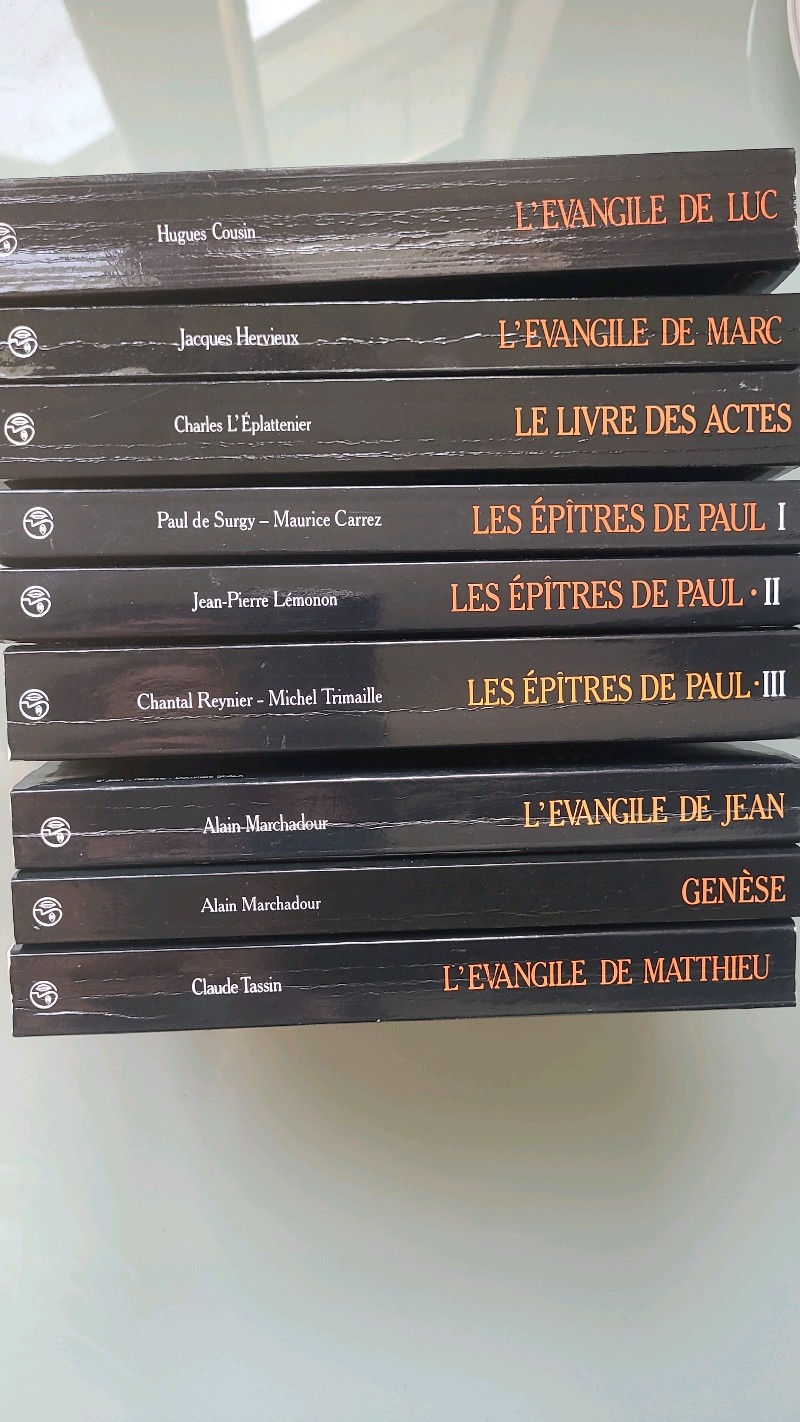 Hugues Cousin L'EVANGILE DE LUC
Jacques Hervieux L'EVANGILE DE MARC
Charles L'Éplattenier LE LIVRE DES ACTES
Paul de Surgy – Maurice Carrez LES ÉPÎTRES DE PAUL I
Jean-Pierre Lémonon LES ÉPÎTRES DE PAUL • II
Chantal Reynier – Michel Trimaille LES ÉPÎTRES DE PAUL • III
Alain Marchadour L'EVANGILE DE JEAN
Alain Marchadour GENÈSE
Claude Tassin L'EVANGILE DE MATTHIEU